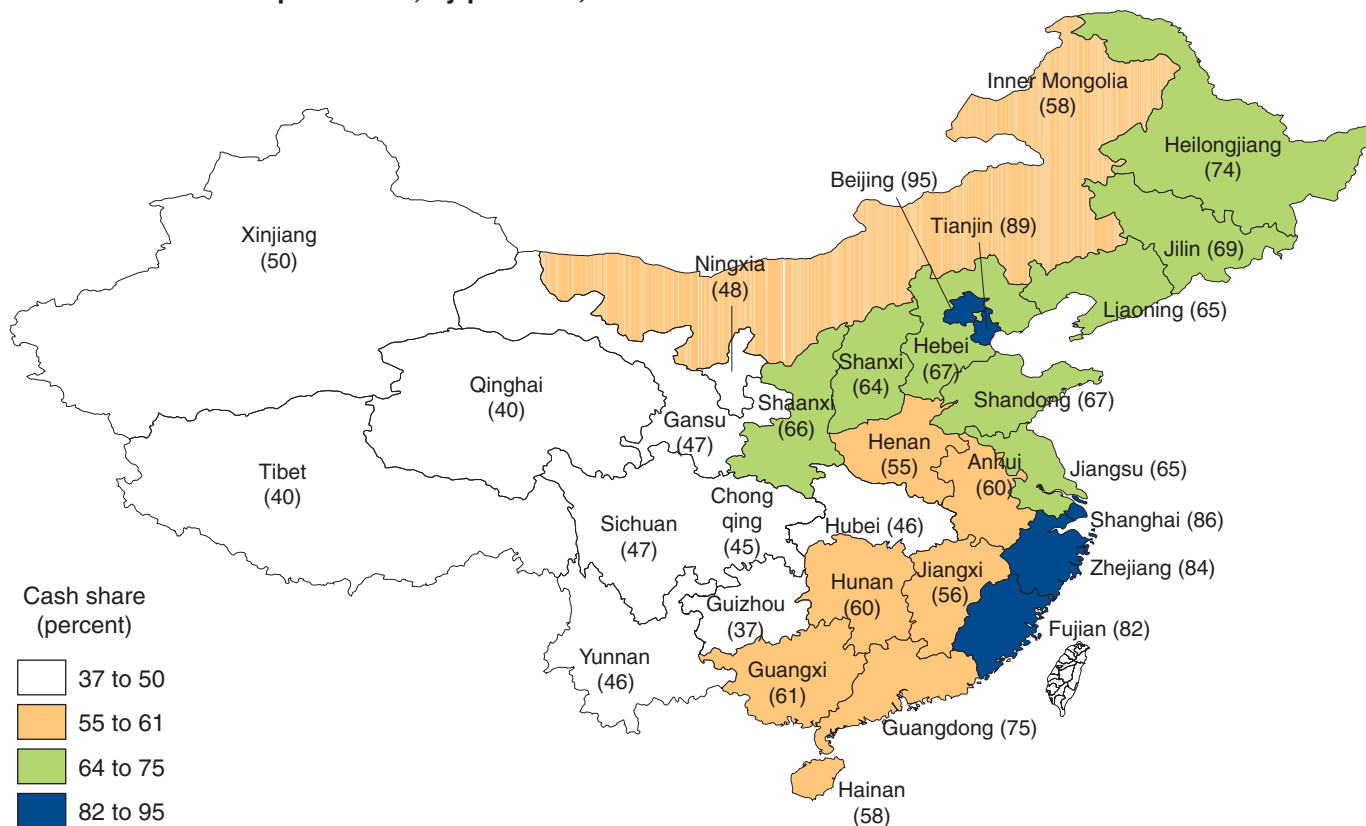 Inner Mongolia
(58)
Heilongjiang
(74)
Beijing (95)
Tianjin (89)
Xinjiang
(50)
Ningxia
(48)
Jilin (69)
Liaoning (65)
Hebei
(67)
Shanxi
(64)
Qinghai
(40)
Gansu
(47)
Shaanxi
(66)
Shandong (67)
Henan
(55)
Anhui
(60)
Jiangsu (65)
Tibet
(40)
Sichuan
(47)
Chong
qing
(45)
Hubei (46)
Shanghai (86)
Zhejiang (84)
Hunan
(60)
Jiangxi
(56)
Guizhou
(37)
Fujian (82)
Yunnan
(46)
Guangxi
(61)
Guangdong (75)
Hainan
(58)
Cash share
(percent)
37 to 50
55 to 61
64 to 75
82 to 95